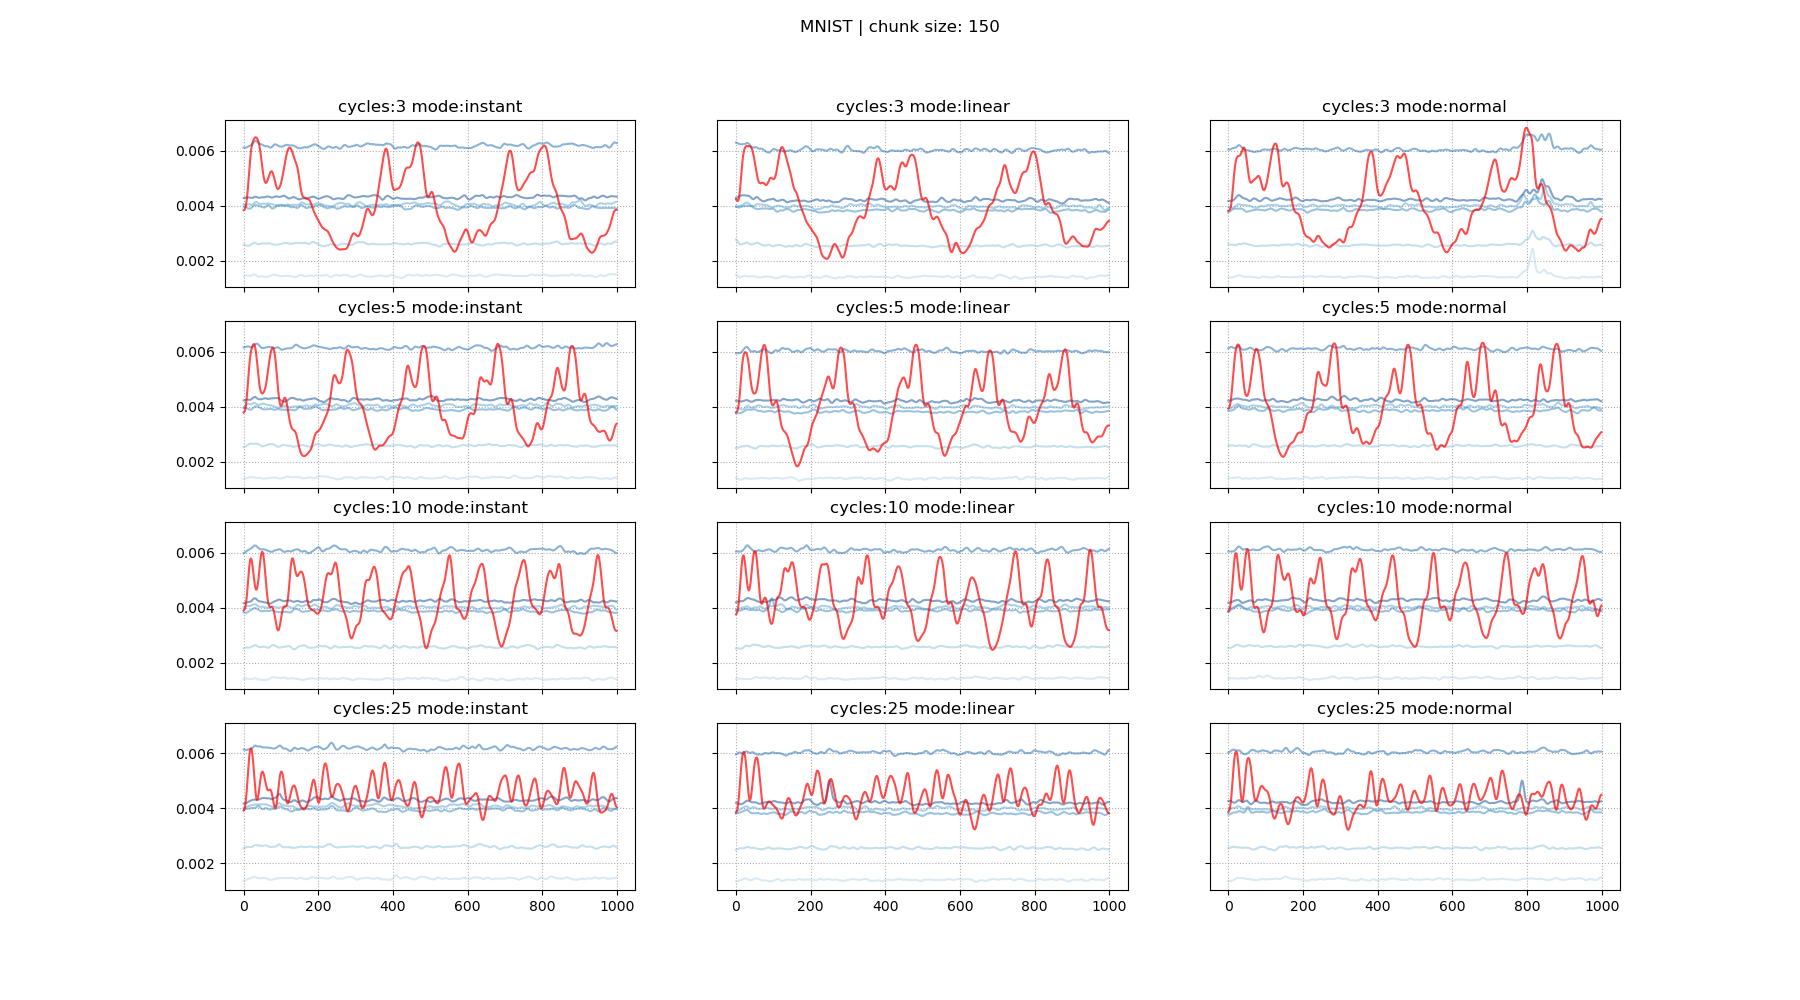 MNIST | chunk size: 150
cycles:3 mode:instant
cycles:3 mode:linear
cycles:3 mode:normal
0.006
0.004
0.002
cycles:5 mode:instant
cycles:5 mode:linear
cycles:5 mode:normal
0.006
0.004
0.002
cycles:10 mode:instant
cycles:10 mode:linear
cycles:10 mode:normal
0.006
0.004
0.002
cycles:25 mode:instant
cycles:25 mode:linear
cycles:25 mode:normal
0.006
0.004
0.002
0 200 400 600 800 1000
0 200 400 600 800 1000
0 200 400 600 800 1000